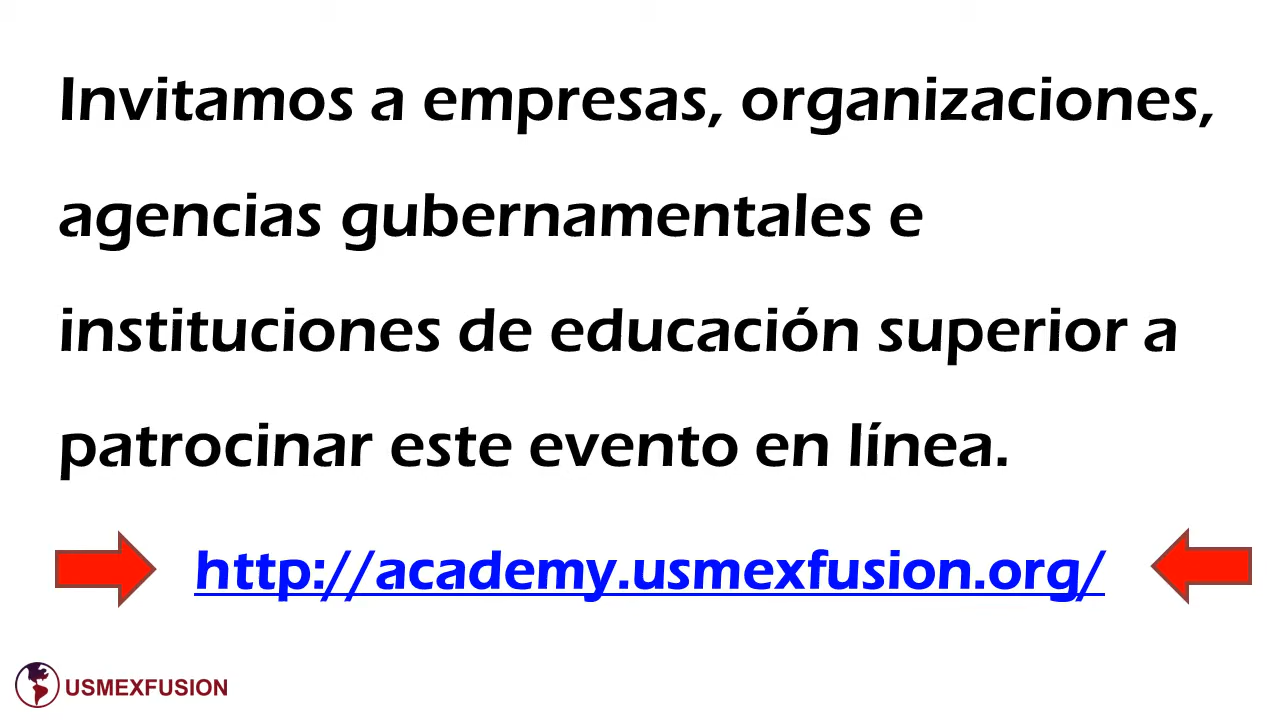 Invitamos a empresas, organizaciones,
agencias gubernamentales e
instituciones de educación superior a
patrocinar este evento en línea.
http://academy.usmexfusion.org/
USMEXFUSION